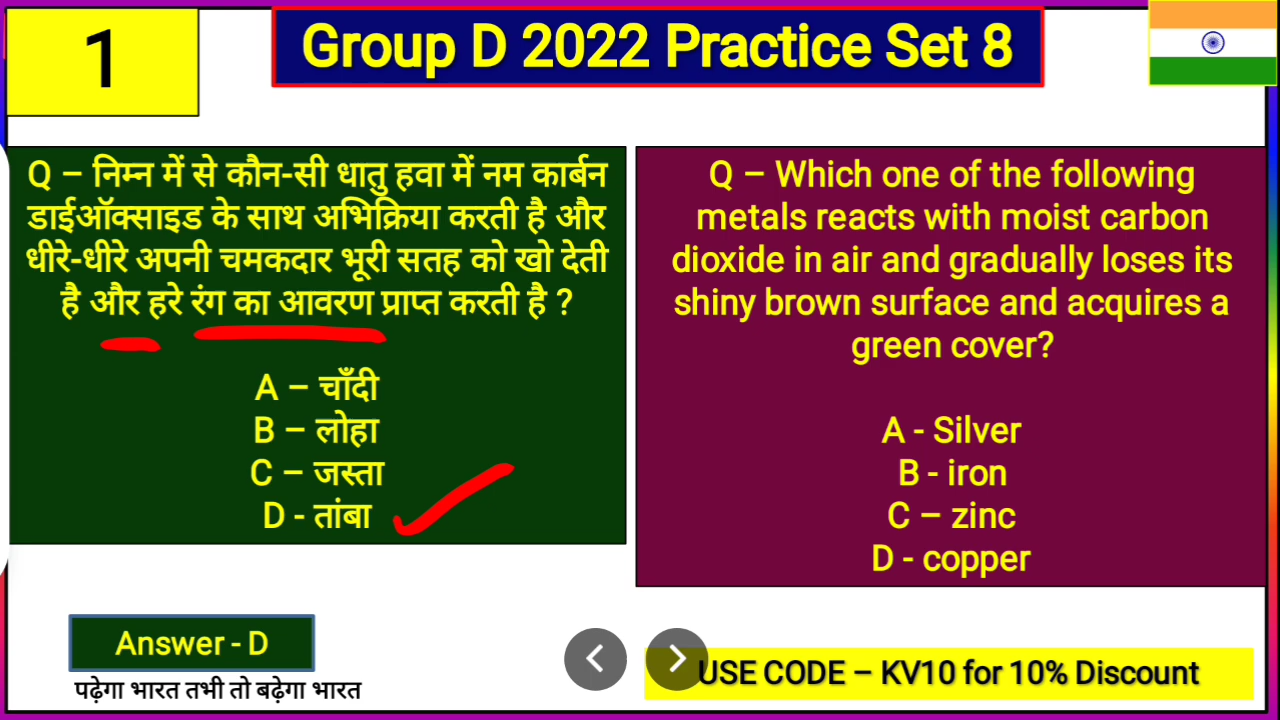 1
Group D 2022 Practice Set 8
Q – निम्न में से कौन-सी धातु हवा में नम कार्बन
डाईऑक्साइड के साथ अभिक्रिया करती है और
धीरे-धीरे अपनी चमकदार भूरी सतह को खो देती
है और हरे रंग का आवरण प्राप्त करती है ?
A – चाँदी
B – लोहा
C – जस्ता
D - तांबा
Q – Which one of the following
metals reacts with moist carbon
dioxide in air and gradually loses its
shiny brown surface and acquires a
green cover?
A - Silver
B - iron
C – zinc
D - copper
Answer - D
पढ़ेगा भारत तभी तो बढ़ेगा भारत
USE CODE – KV10 for 10% Discount